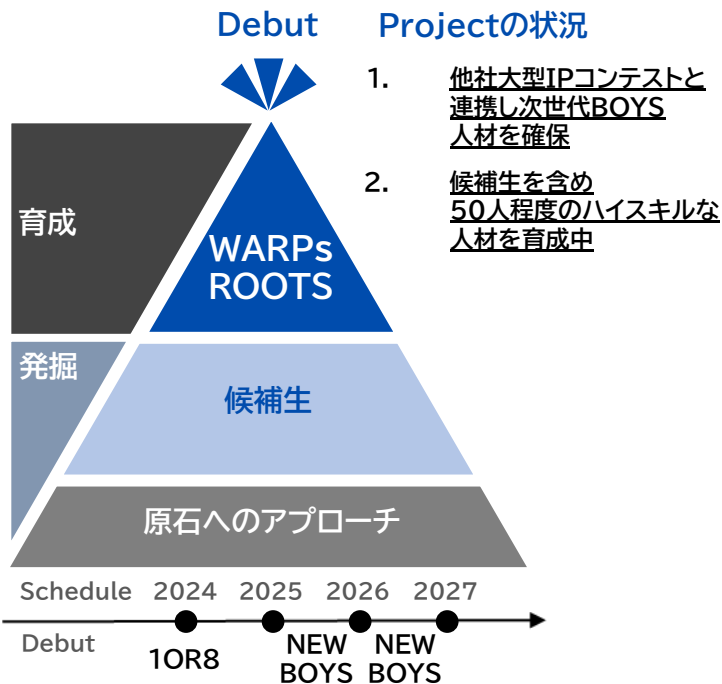 Debut
Projectの状況
1. 他社大型IPコンテストと
連携し次世代BOYS
人材を確保
2. 候補生を含め
50人程度のハイスキルな
人材を育成中
育成
WARPs
ROOTS
発掘
候補生
原石へのアプローチ
Schedule 2024 2025 2026 2027
Debut
1OR8
NEW
BOYS
NEW
BOYS